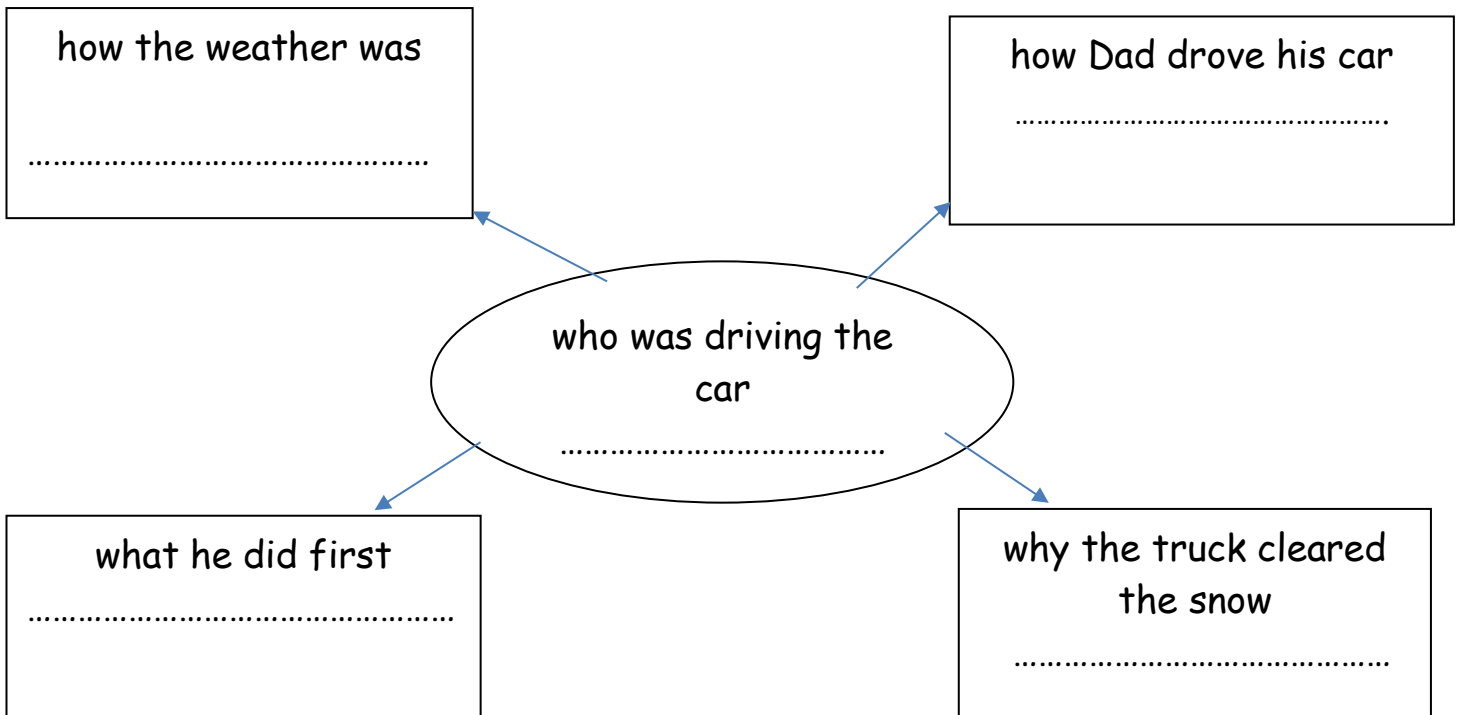 how the weather was
………………………………………
how Dad drove his car
…………………………………………….
who was driving the
car
…………………………………
what he did first
……………………………………………
why the truck cleared
the snow
………………………………………